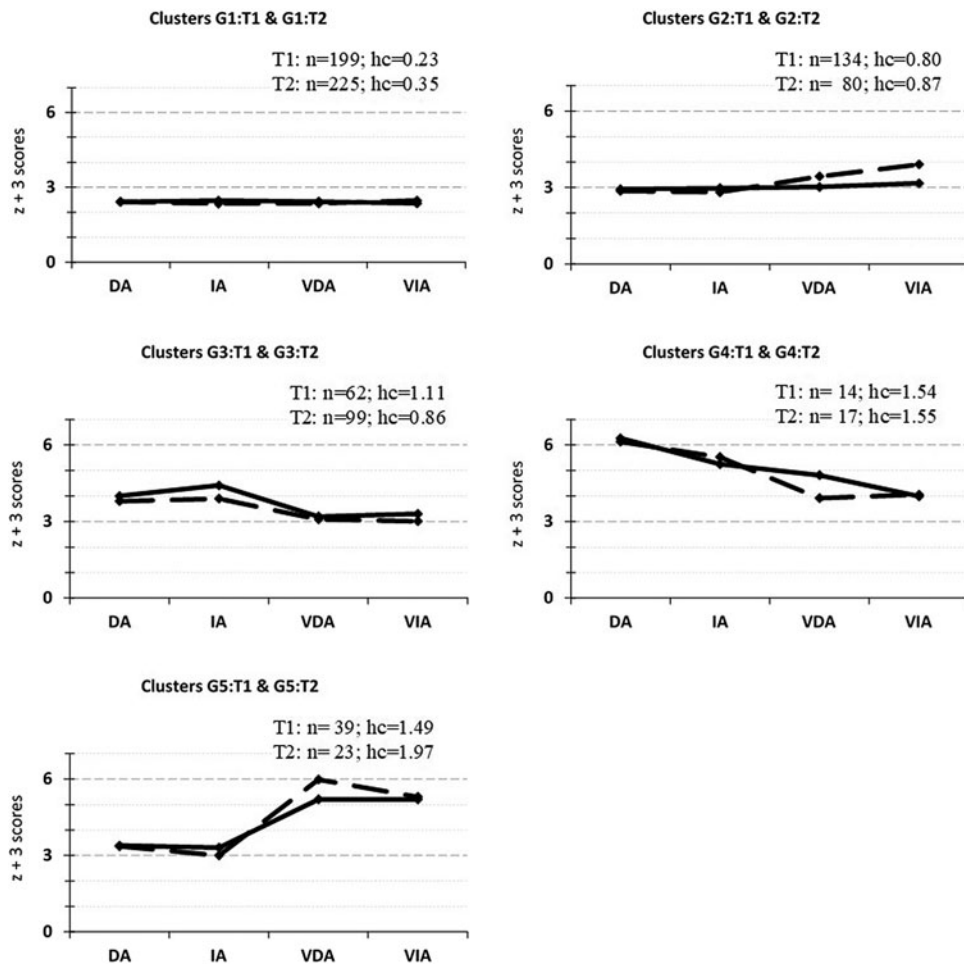 Clusters G1:T1 & G1:T2
T1: n=199; hc=0.23
T2: n=225; hc=0.35
z + 3 scores
6
3
0
DA IA VDA VIA
Clusters G2:T1 & G2:T2
T1: n=134; hc=0.80
T2: n= 80; hc=0.87
z + 3 scores
6
3
0
DA IA VDA VIA
Clusters G3:T1 & G3:T2
T1: n=62; hc=1.11
T2: n=99; hc=0.86
z + 3 scores
6
3
0
DA IA VDA VIA
Clusters G4:T1 & G4:T2
T1: n= 14; hc=1.54
T2: n= 17; hc=1.55
z + 3 scores
6
3
0
DA IA VDA VIA
Clusters G5:T1 & G5:T2
T1: n= 39; hc=1.49
T2: n= 23; hc=1.97
z + 3 scores
6
3
0
DA IA VDA VIA